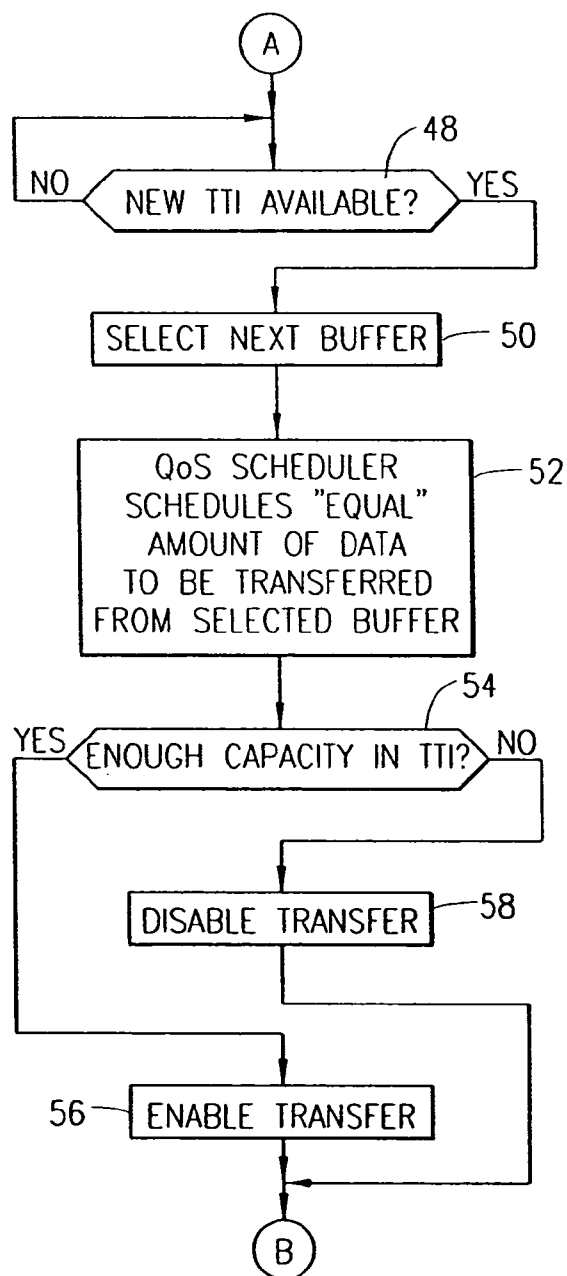 A
48
NO
NEW TTI AVAILABLE?
YES
SELECT NEXT BUFFER
50
QoS SCHEDULER
SCHEDULES "EQUAL"
AMOUNT OF DATA
TO BE TRANSFERRED
FROM SELECTED BUFFER
52
54
YES
ENOUGH CAPACITY IN TTI?
NO
DISABLE TRANSFER
58
56
ENABLE TRANSFER
B